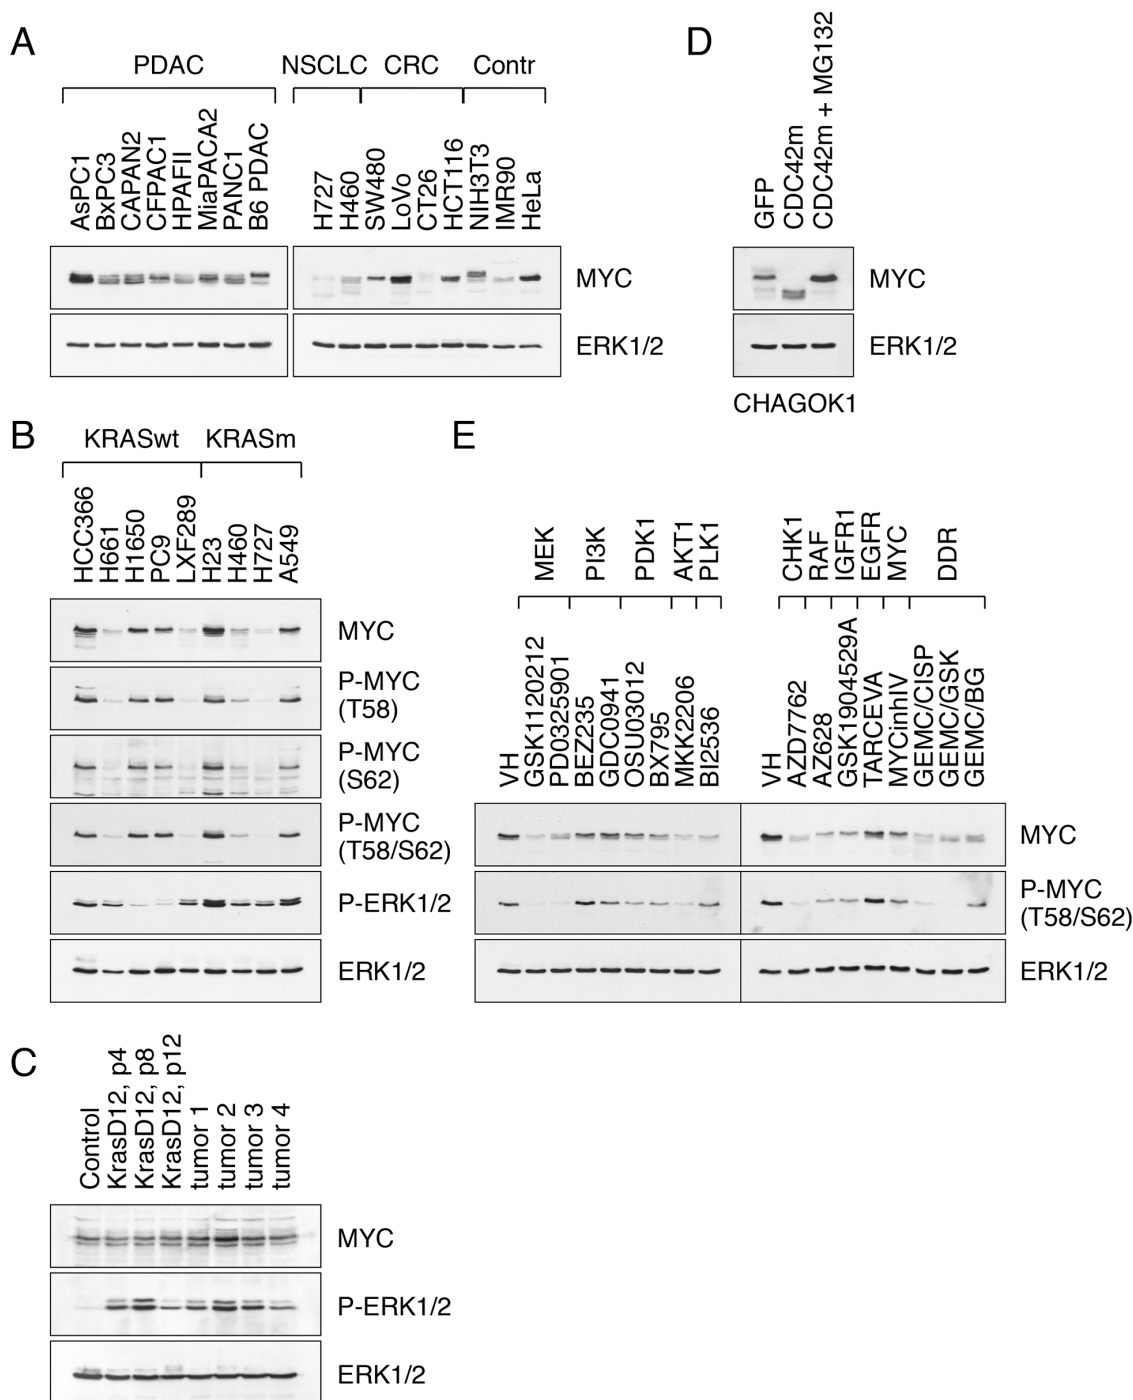 A
PDAC
NSCLC CRC Contr
AsPC1
BxPC3
CAPAN2
CFPAC1
HPAFII
MiaPACA2
PANC1
B6 PDAC
H727
H460
SW480
LoVo
CT26
HCT116
NIH3T3
IMR90
HeLa
MYC
ERK1/2
D
GFP
CDC42m
CDC42m + MG132
MYC
ERK1/2
CHAGOK1
B
KRASwt KRASm
HCC366
H661
H1650
PC9
LXF289
H23
H460
H727
A549
MYC
P-MYC
(T58)
P-MYC
(S62)
P-MYC
(T58/S62)
P-ERK1/2
ERK1/2
E
MEK
PI3K
PDK1
AKT1
PLK1
CHK1
RAF
IGFR1
EGFR
MYC
DDR
VH
GSK1120212
PD0325901
BEZ235
GDC0941
OSU03012
BX795
MKK2206
BI2536
VH
AZD7762
AZ628
GSK1904529A
TARCEVA
MYCinhIV
GEMC/CISP
GEMC/GSK
GEMC/BG
MYC
P-MYC
(T58/S62)
ERK1/2
C
Control
KrasD12, p4
KrasD12, p8
KrasD12, p12
tumor 1
tumor 2
tumor 3
tumor 4
MYC
P-ERK1/2
ERK1/2